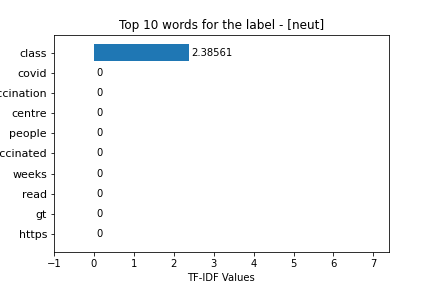 Top 10 words for the label - [neut]
class 2.38561
covid 0
ccination 0
centre 0
people 0
ccinated 0
weeks 0
read 0
gt 0
https 0
-1 0 1 2 3 4 5 6 7
TF-IDF Values